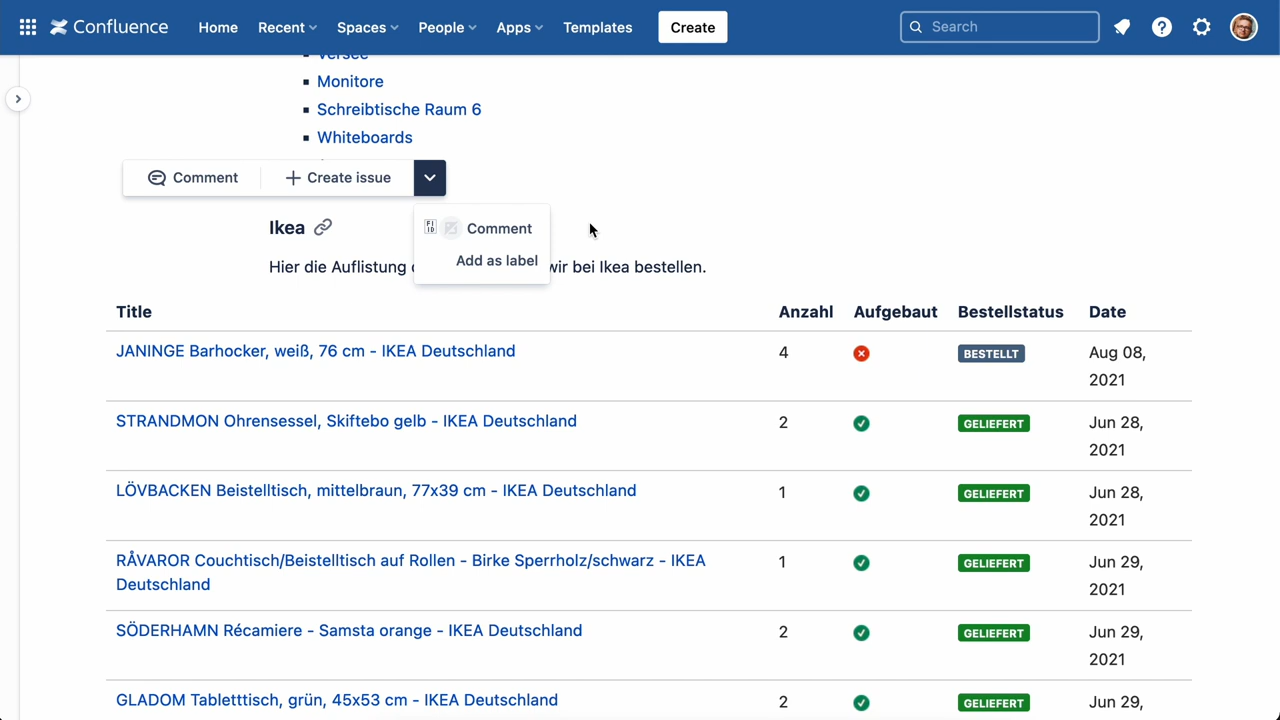 Confluence Home Recent Spaces People Apps Templates Create Search
Versee
Monitore
Schreibtische Raum 6
Whiteboards
Comment Create issue
Ikea
Comment
Add as label
Hier die Auflistung wir bei Ikea bestellen.
Title Anzahl Aufgebaut Bestellstatus Date
JANINGE Barhocker, weiß, 76 cm - IKEA Deutschland 4 BESTELLT Aug 08,
2021
STRANDMON Ohrensessel, Skiftebo gelb - IKEA Deutschland 2 GELIEFERT Jun 28,
2021
LÖVBACKEN Beistelltisch, mittelbraun, 77x39 cm - IKEA Deutschland 1 GELIEFERT Jun 28,
2021
RÅVAROR Couchtisch/Beistelltisch auf Rollen - Birke Sperrholz/schwarz - IKEA 1 GELIEFERT Jun 29,
Deutschland 2021
SÖDERHAMN Récamiere - Samsta orange - IKEA Deutschland 2 GELIEFERT Jun 29,
2021
GLADOM Tabletttisch, grün, 45x53 cm - IKEA Deutschland 2 GELIEFERT Jun 29,